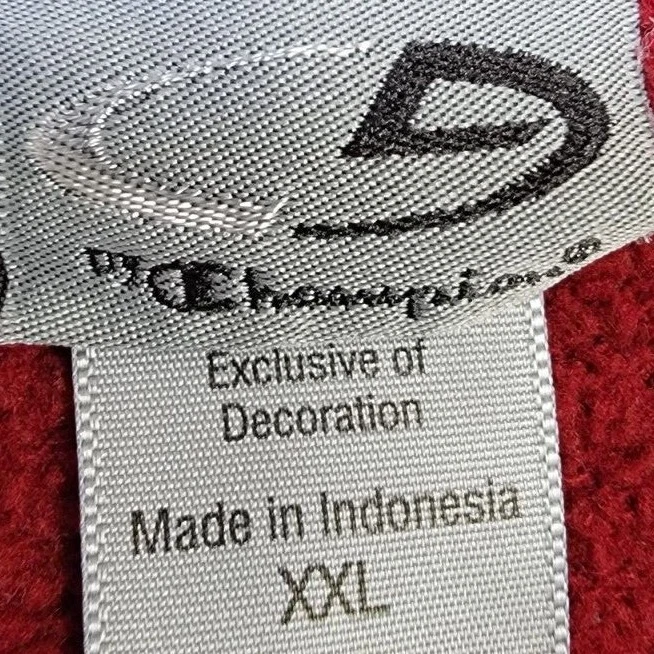 by Champion®
Exclusive of
Decoration
Made in Indonesia
XXL